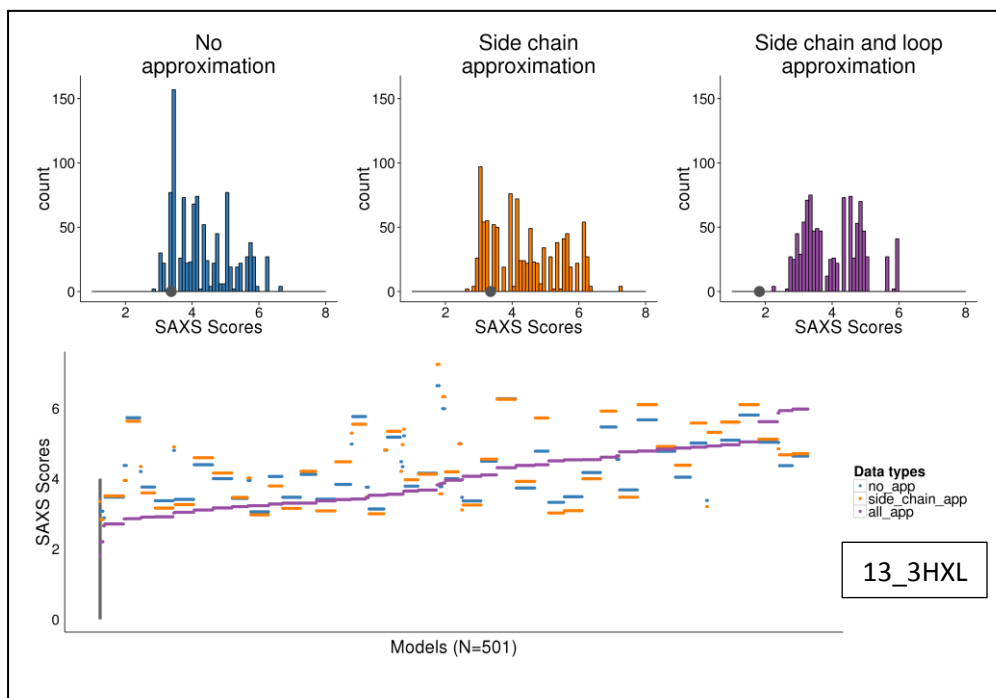 No
approximation
Side chain
approximation
Side chain and loop
approximation
150
100
50
0
count
2 4 6 8
SAXS Scores
150
100
50
0
count
2 4 6 8
SAXS Scores
150
100
50
0
count
2 4 6 8
SAXS Scores
6
4
2
0
SAXS Scores
Models (N=501)
Data types
no_app
side_chain_app
all_app
13_3HXL